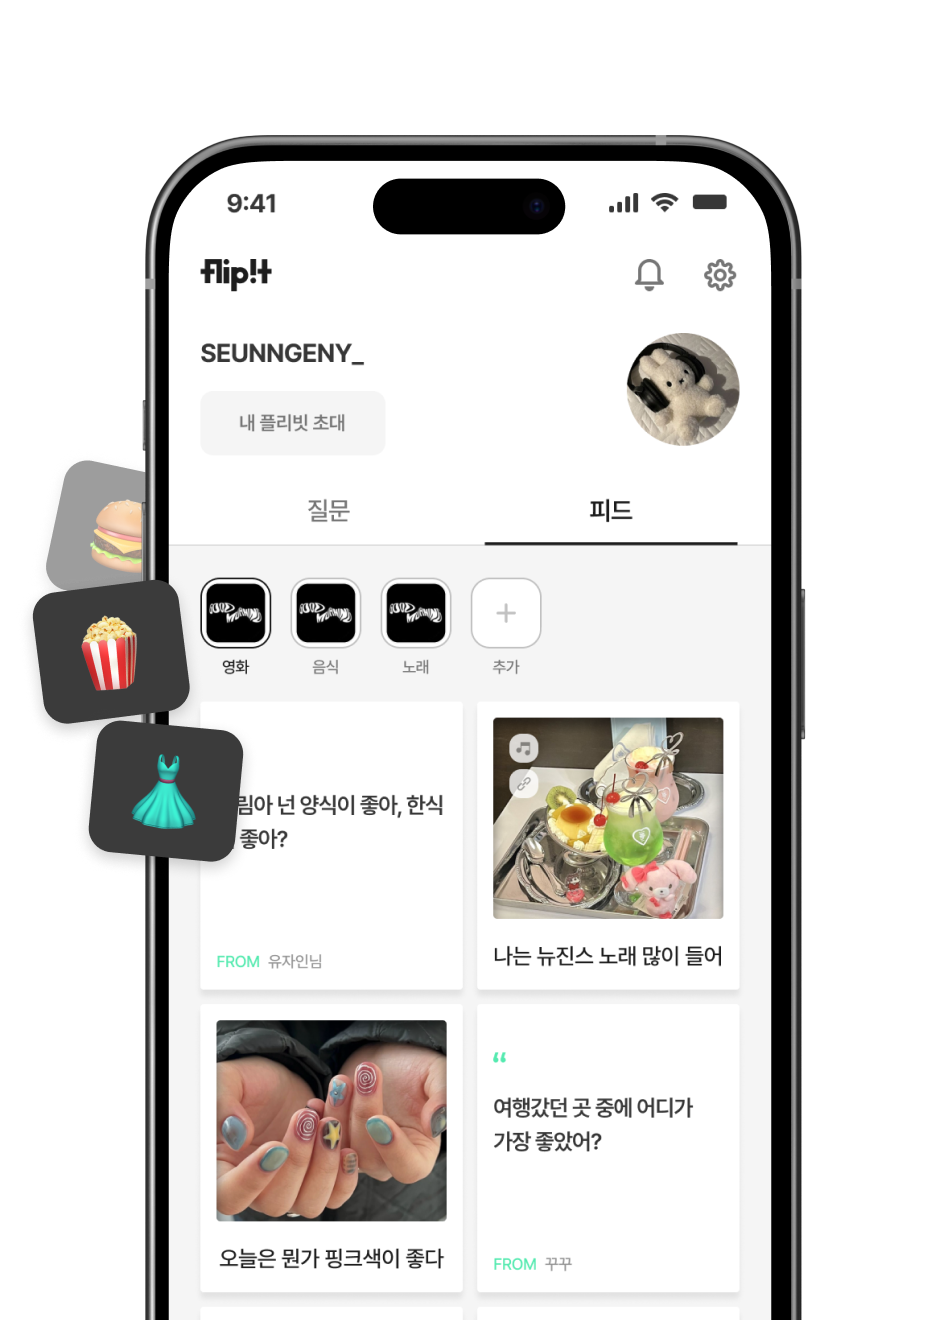 9:41
flip!t
SEUNNGENY_
내 플리빗 초대
질문
피드
영화
음식
노래
추가
림아 넌 양식이 좋아, 한식
좋아?
FROM 유자인님
나는 뉴진스 노래 많이 들어
오늘은 뭔가 핑크색이 좋다
“
여행갔던 곳 중에 어디가
가장 좋았어?
FROM 꾸꾸